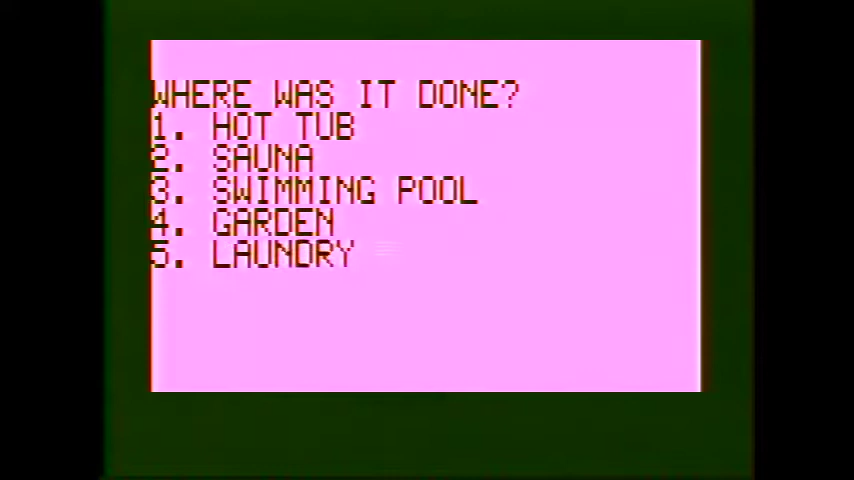 WHERE WAS IT DONE?
1. HOT TUB
2. SAUNA
3. SWIMMING POOL
4. GARDEN
5. LAUNDRY